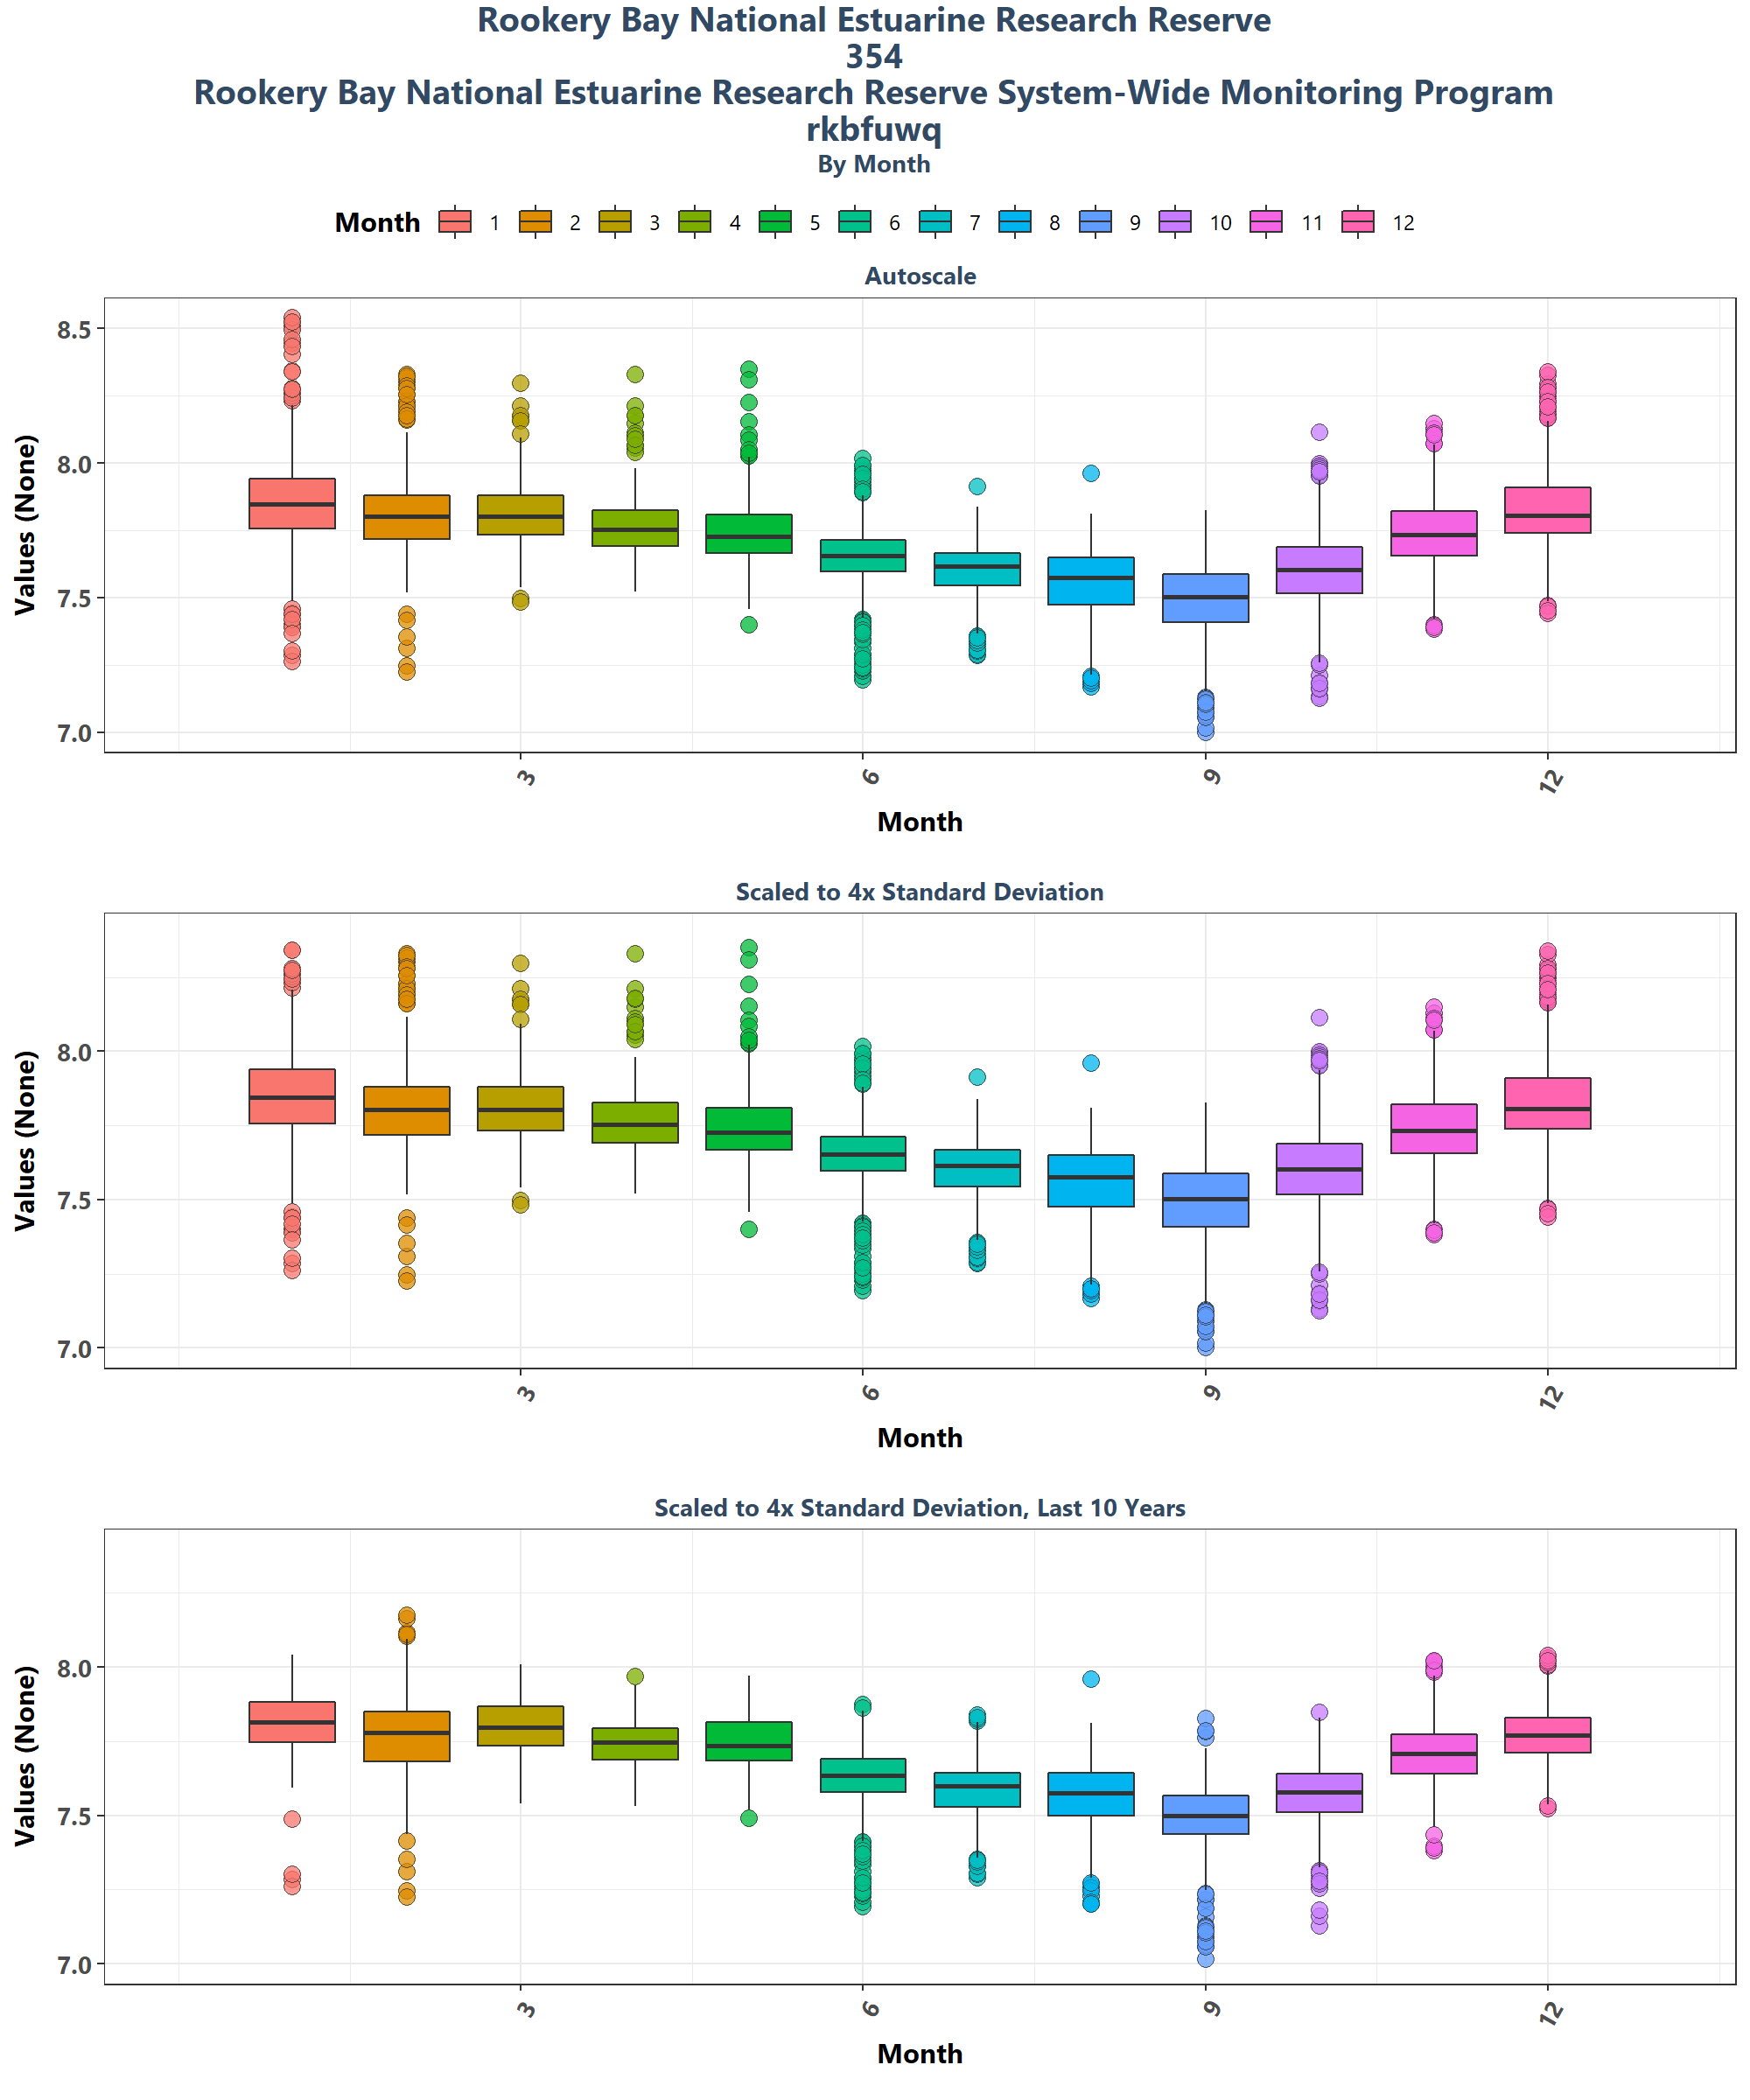 Rookery Bay National Estuarine Research Reserve
354
Rookery Bay National Estuarine Research Reserve System-Wide Monitoring Program
rkbfuwq
By Month
Month 1 2 3 4 5 6 7 8 9 10 11 12
Autoscale
Values (None)
8.5
8.0
7.5
7.0
3 6 9 12
Month
Scaled to 4x Standard Deviation
Values (None)
8.0
7.5
7.0
3 6 9 12
Month
Scaled to 4x Standard Deviation, Last 10 Years
Values (None)
8.0
7.5
7.0
3 6 9 12
Month